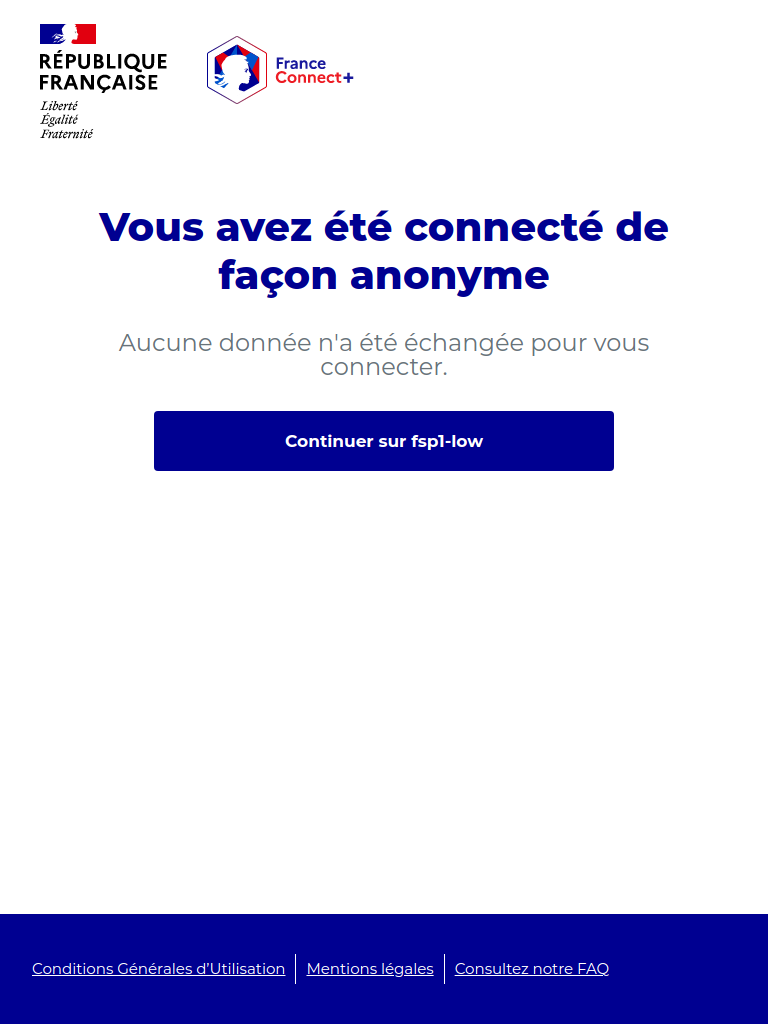 RÉPUBLIQUE
FRANÇAISE
Liberté
Égalité
Fraternité
France
Connect+
Vous avez été connecté de
façon anonyme
Aucune donnée n'a été échangée pour vous
connecter.
Continuer sur fsp1-low
Conditions Générales d’Utilisation
Mentions légales
Consultez notre FAQ